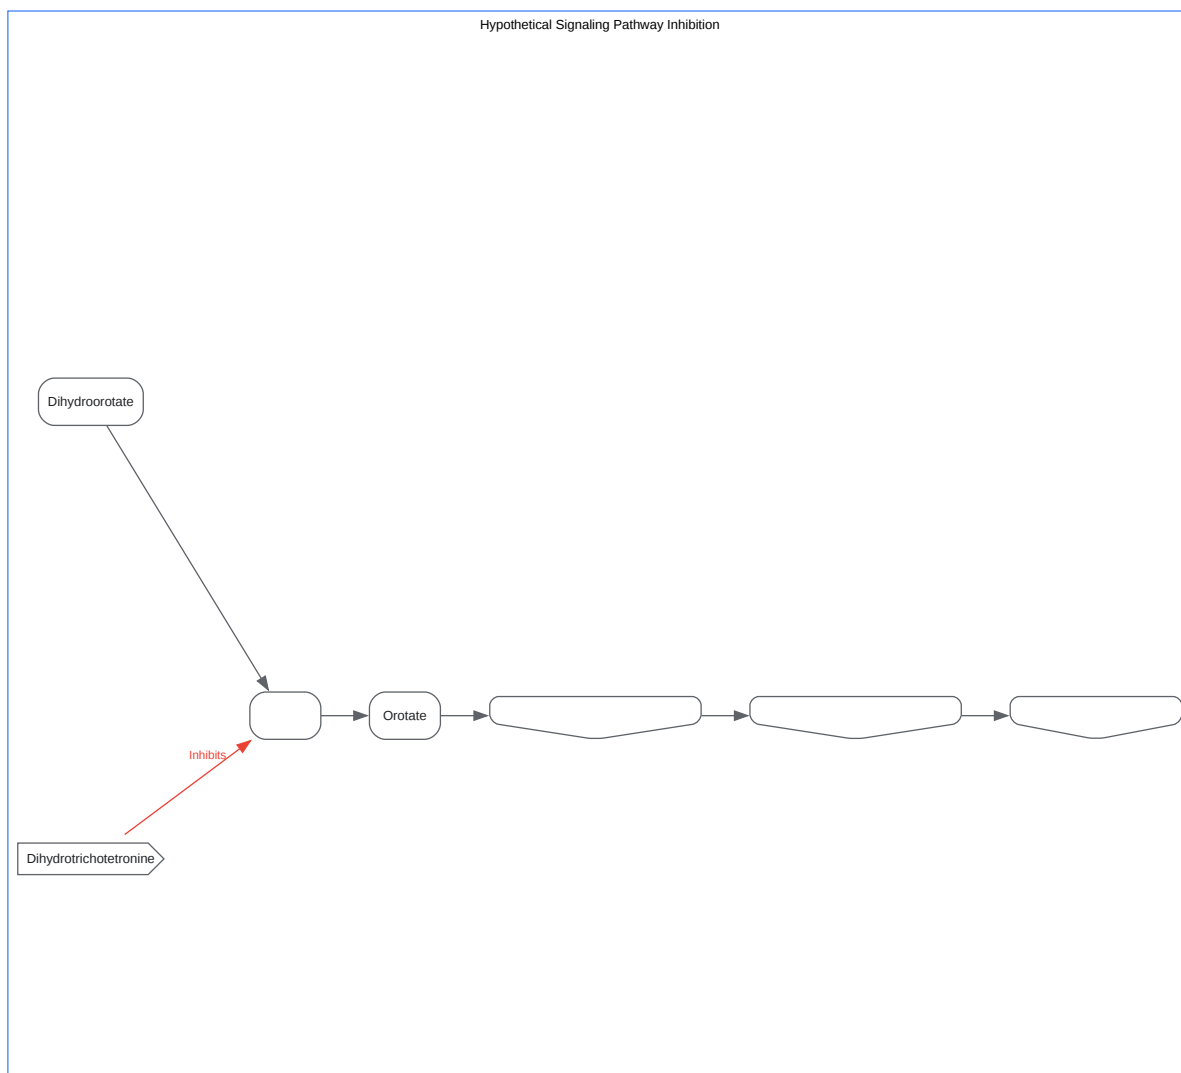 Hypothetical Signaling Pathway Inhibition
Dihydroorotate
Orotate
Inhibits
Dihydrotrichotetronine